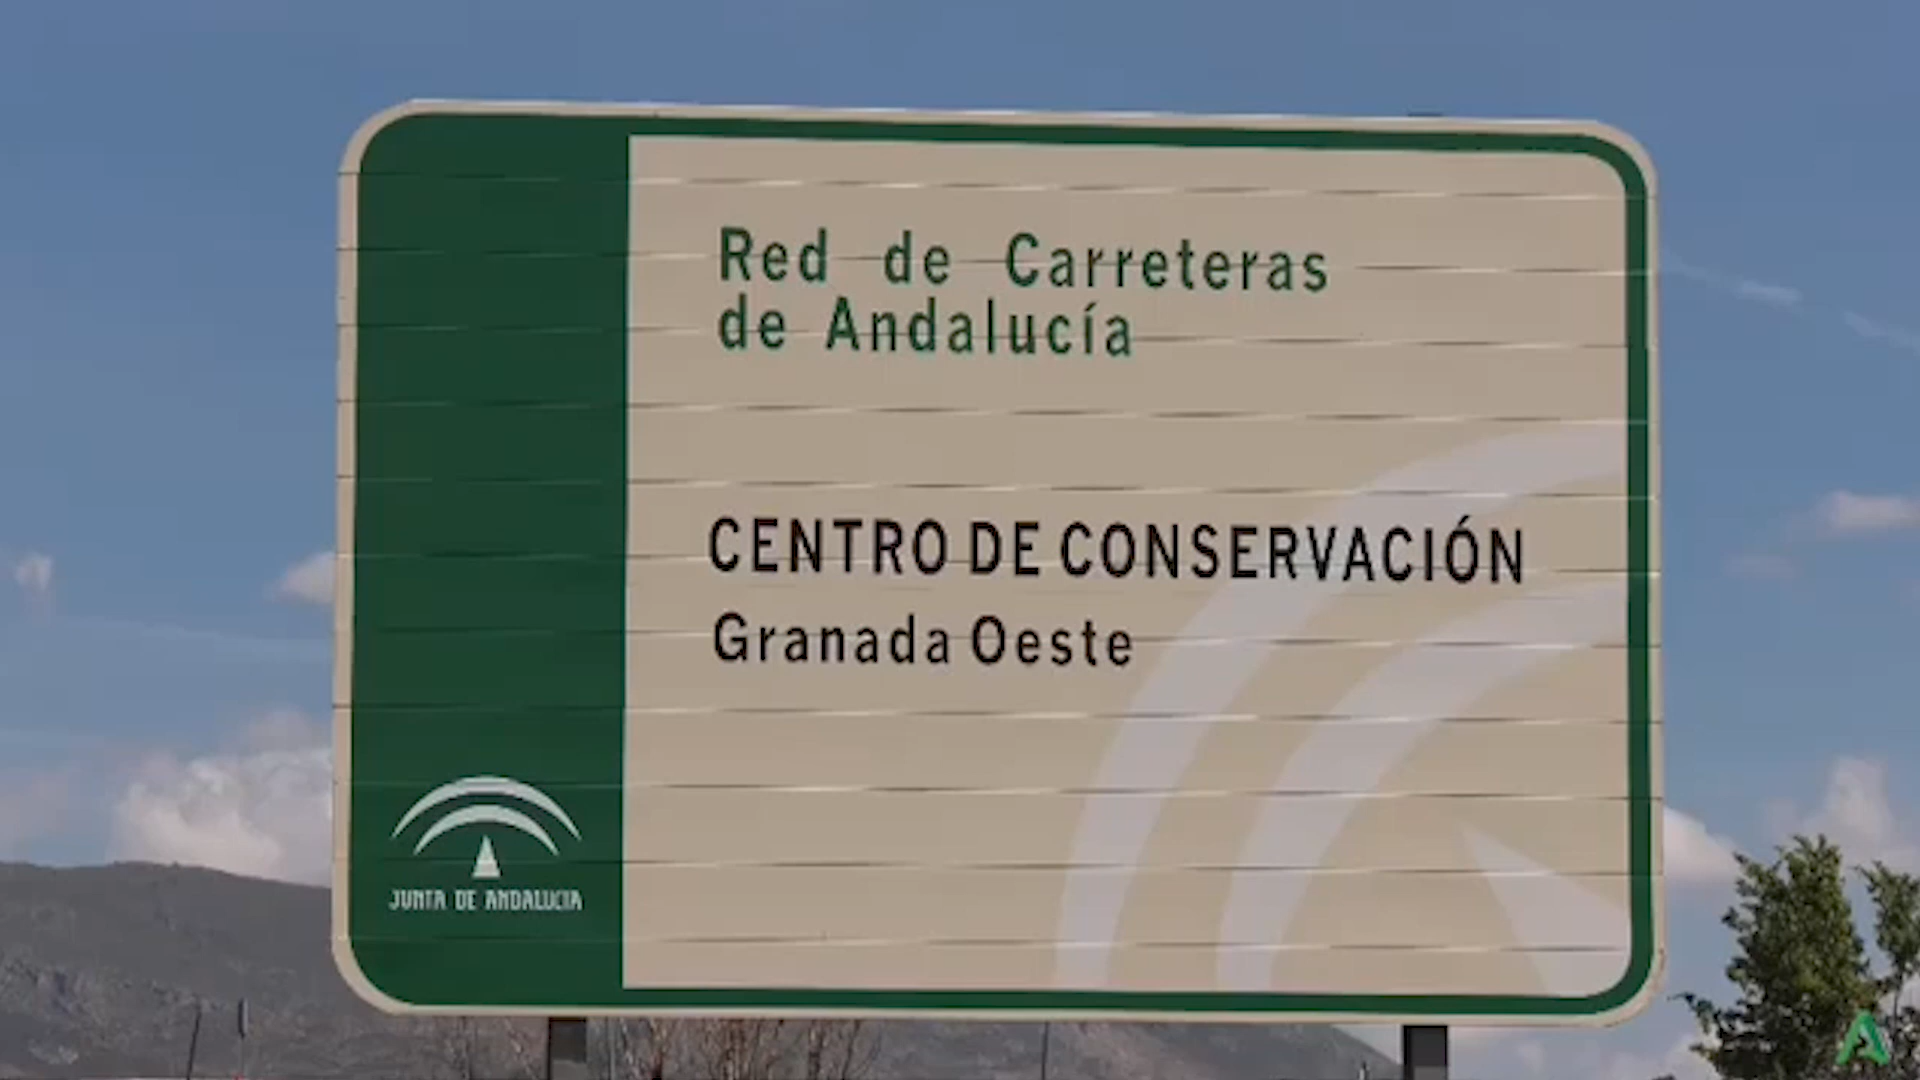 Red de Carreteras
de Andalucía
CENTRO DE CONSERVACIÓN
Granada Oeste
JUNTA DE ANDALUCIA